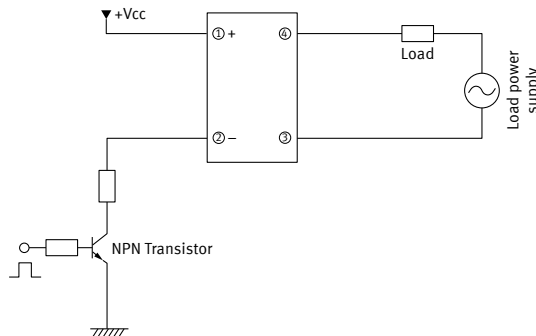 +Vcc
① +
④
Load
Load power
supply
② −
③
NPN Transistor